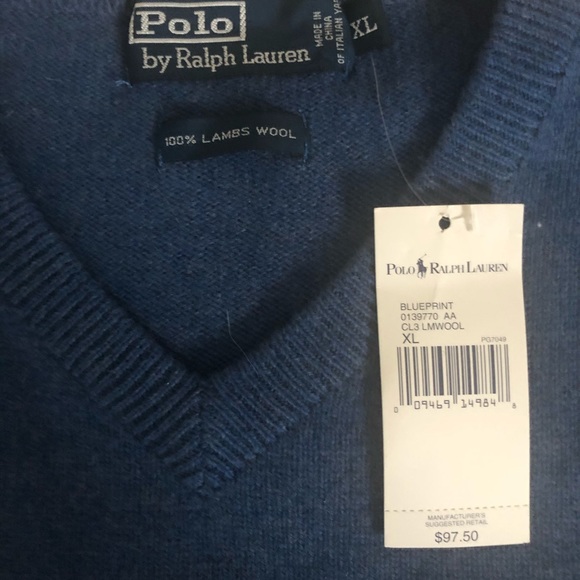 Polo
by Ralph Lauren
MADE IN
CHINA
OF ITALIAN YARN
XL
100% LAMBS WOOL
POLO RALPH LAUREN
BLUEPRINT
0139770 AA
CL3 LMWOOL
XL PG7049
0 09469 14984 8
MANUFACTURER'S
SUGGESTED RETAIL
$97.50